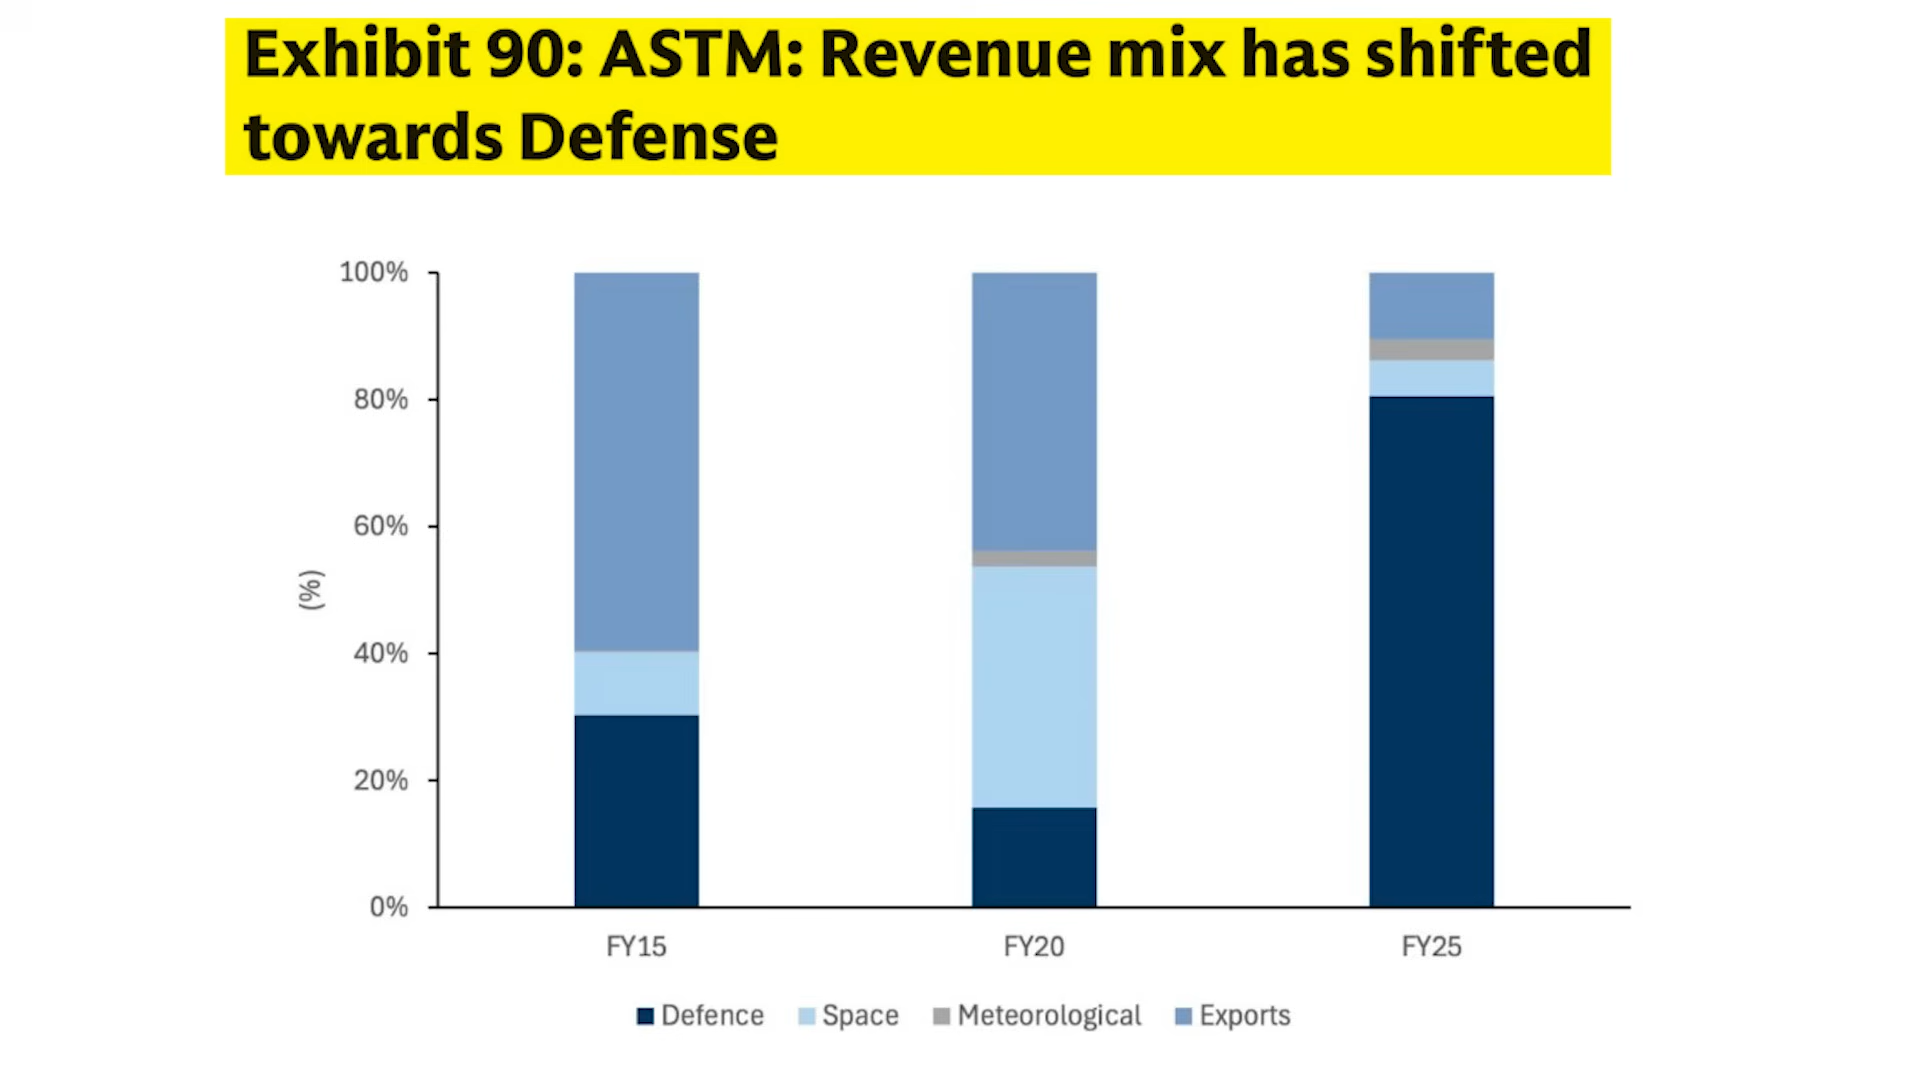 Exhibit 90: ASTM: Revenue mix has shifted
towards Defense
100%
80%
60%
40%
20%
0%
(%)
FY15 FY20 FY25
Defence Space Meteorological Exports